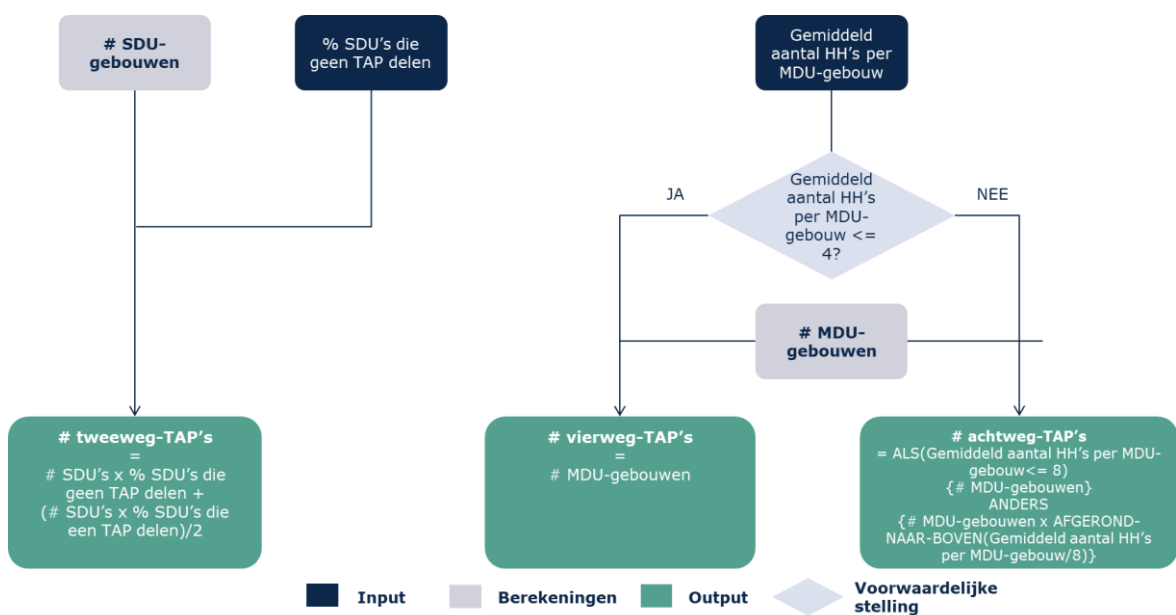 # SDU-
gebouwen
% SDU's die
geen TAP delen
Gemiddeld
aantal HH's per
MDU-gebouw
Gemiddeld
aantal HH's
per MDU-
gebouw <=
4?
JA
NEE
# MDU-
gebouwen
# tweeweg-TAP's
=
# SDU's x % SDU's die
geen TAP delen +
(# SDU's x % SDU's die
een TAP delen)/2
# vierweg-TAP's
=
# MDU-gebouwen
# achtweg-TAP's
= ALS(Gemiddeld aantal HH's per MDU-
gebouw<= 8)
{# MDU-gebouwen}
ANDERS
{# MDU-gebouwen x AFGEROND-
NAAR-BOVEN(Gemiddeld aantal HH's
per MDU-gebouw/8)}
Input
Berekeningen
Output
Voorwaardelijke
stelling